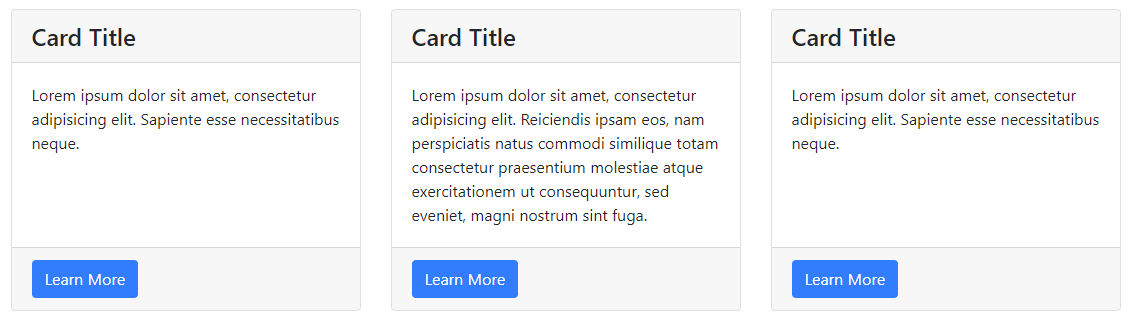 Card Title
Lorem ipsum dolor sit amet, consectetur
adipisicing elit. Sapiente esse necessitatibus
neque.
Learn More
Card Title
Lorem ipsum dolor sit amet, consectetur
adipisicing elit. Reiciendis ipsam eos, nam
perspiciatis natus commodi similique totam
consectetur praesentium molestiae atque
exercitationem ut consequuntur, sed
eveniet, magni nostrum sint fuga.
Learn More
Card Title
Lorem ipsum dolor sit amet, consectetur
adipisicing elit. Sapiente esse necessitatibus
neque.
Learn More